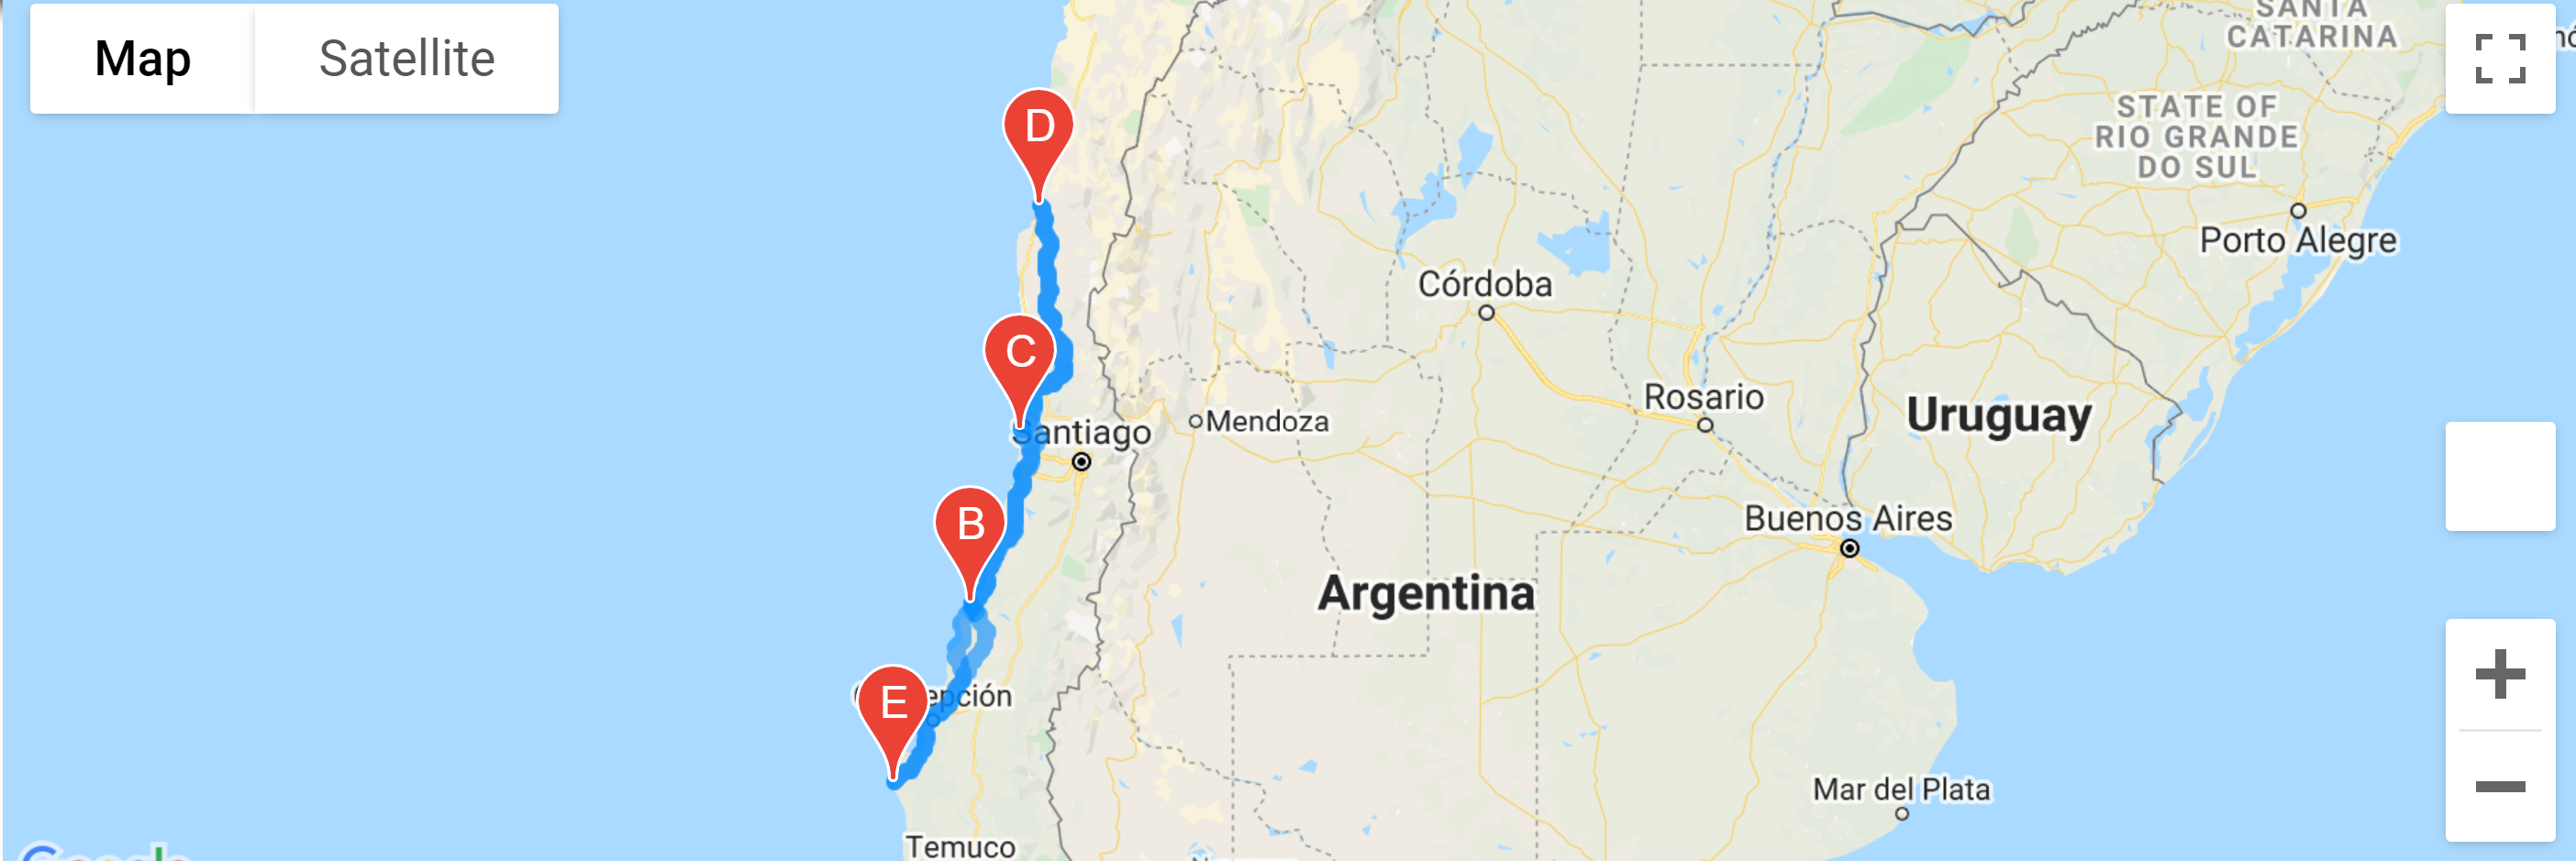 Map
Satellite
SANTA
CATARINA
D
STATE OF
RIO GRANDE
DO SUL
Porto Alegre
Córdoba
C
Rosario
Uruguay
Santiago
Mendoza
B
Buenos Aires
Argentina
E
epción
Mar del Plata
Temuco
Google